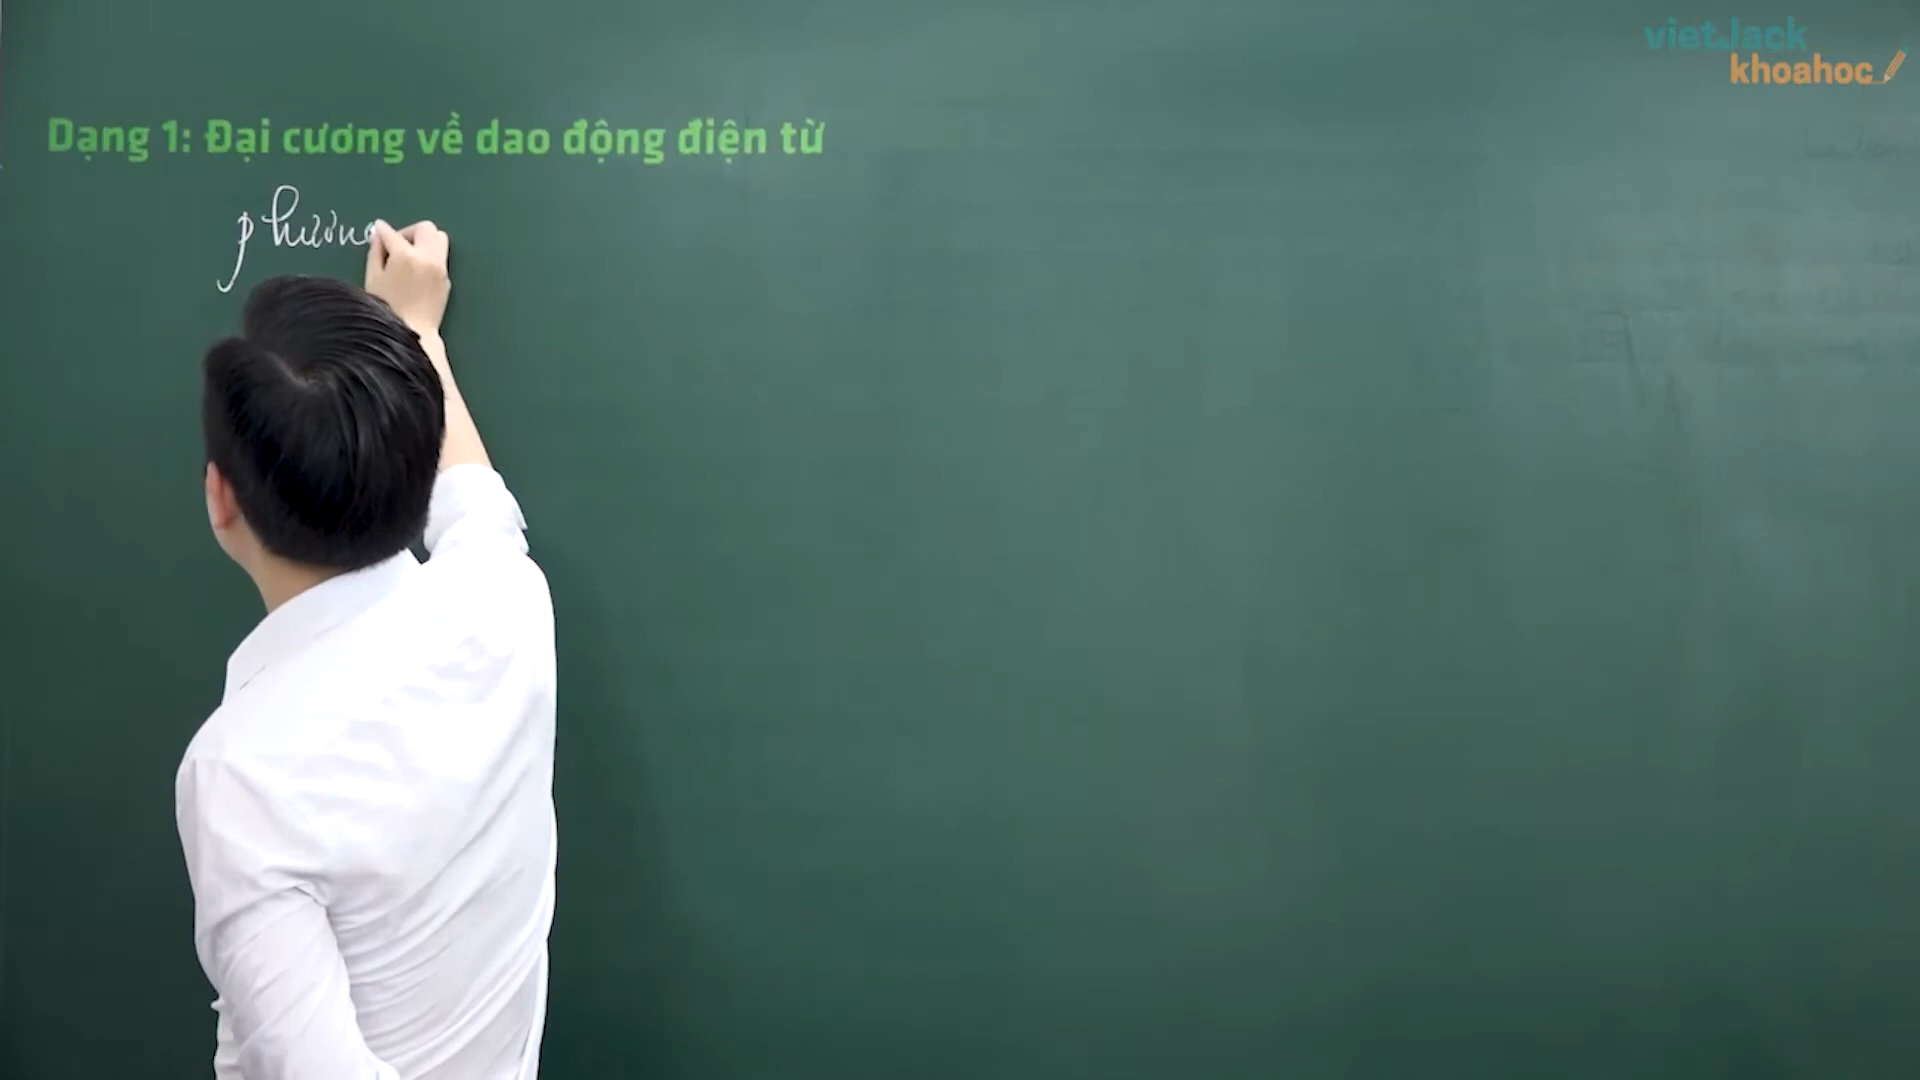 vietJack
khoahoc
Dạng 1: Đại cương về dao động điện từ
phương